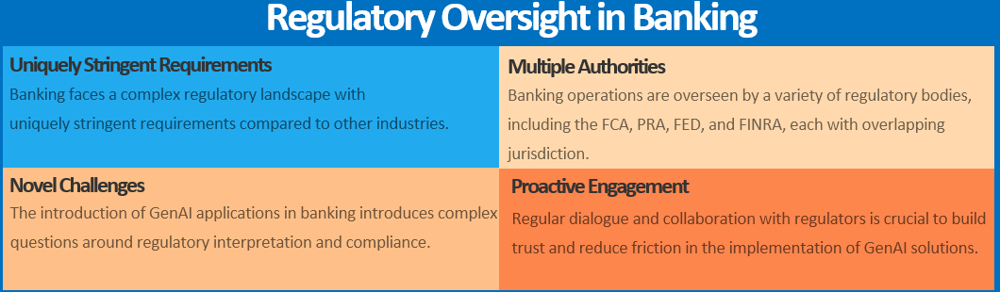 Regulatory Oversight in Banking
Uniquely Stringent Requirements
Banking faces a complex regulatory landscape with
uniquely stringent requirements compared to other industries.
Multiple Authorities
Banking operations are overseen by a variety of regulatory bodies,
including the FCA, PRA, FED, and FINRA, each with overlapping
jurisdiction.
Novel Challenges
The introduction of GenAI applications in banking introduces complex
questions around regulatory interpretation and compliance.
Proactive Engagement
Regular dialogue and collaboration with regulators is crucial to build
trust and reduce friction in the implementation of GenAI solutions.